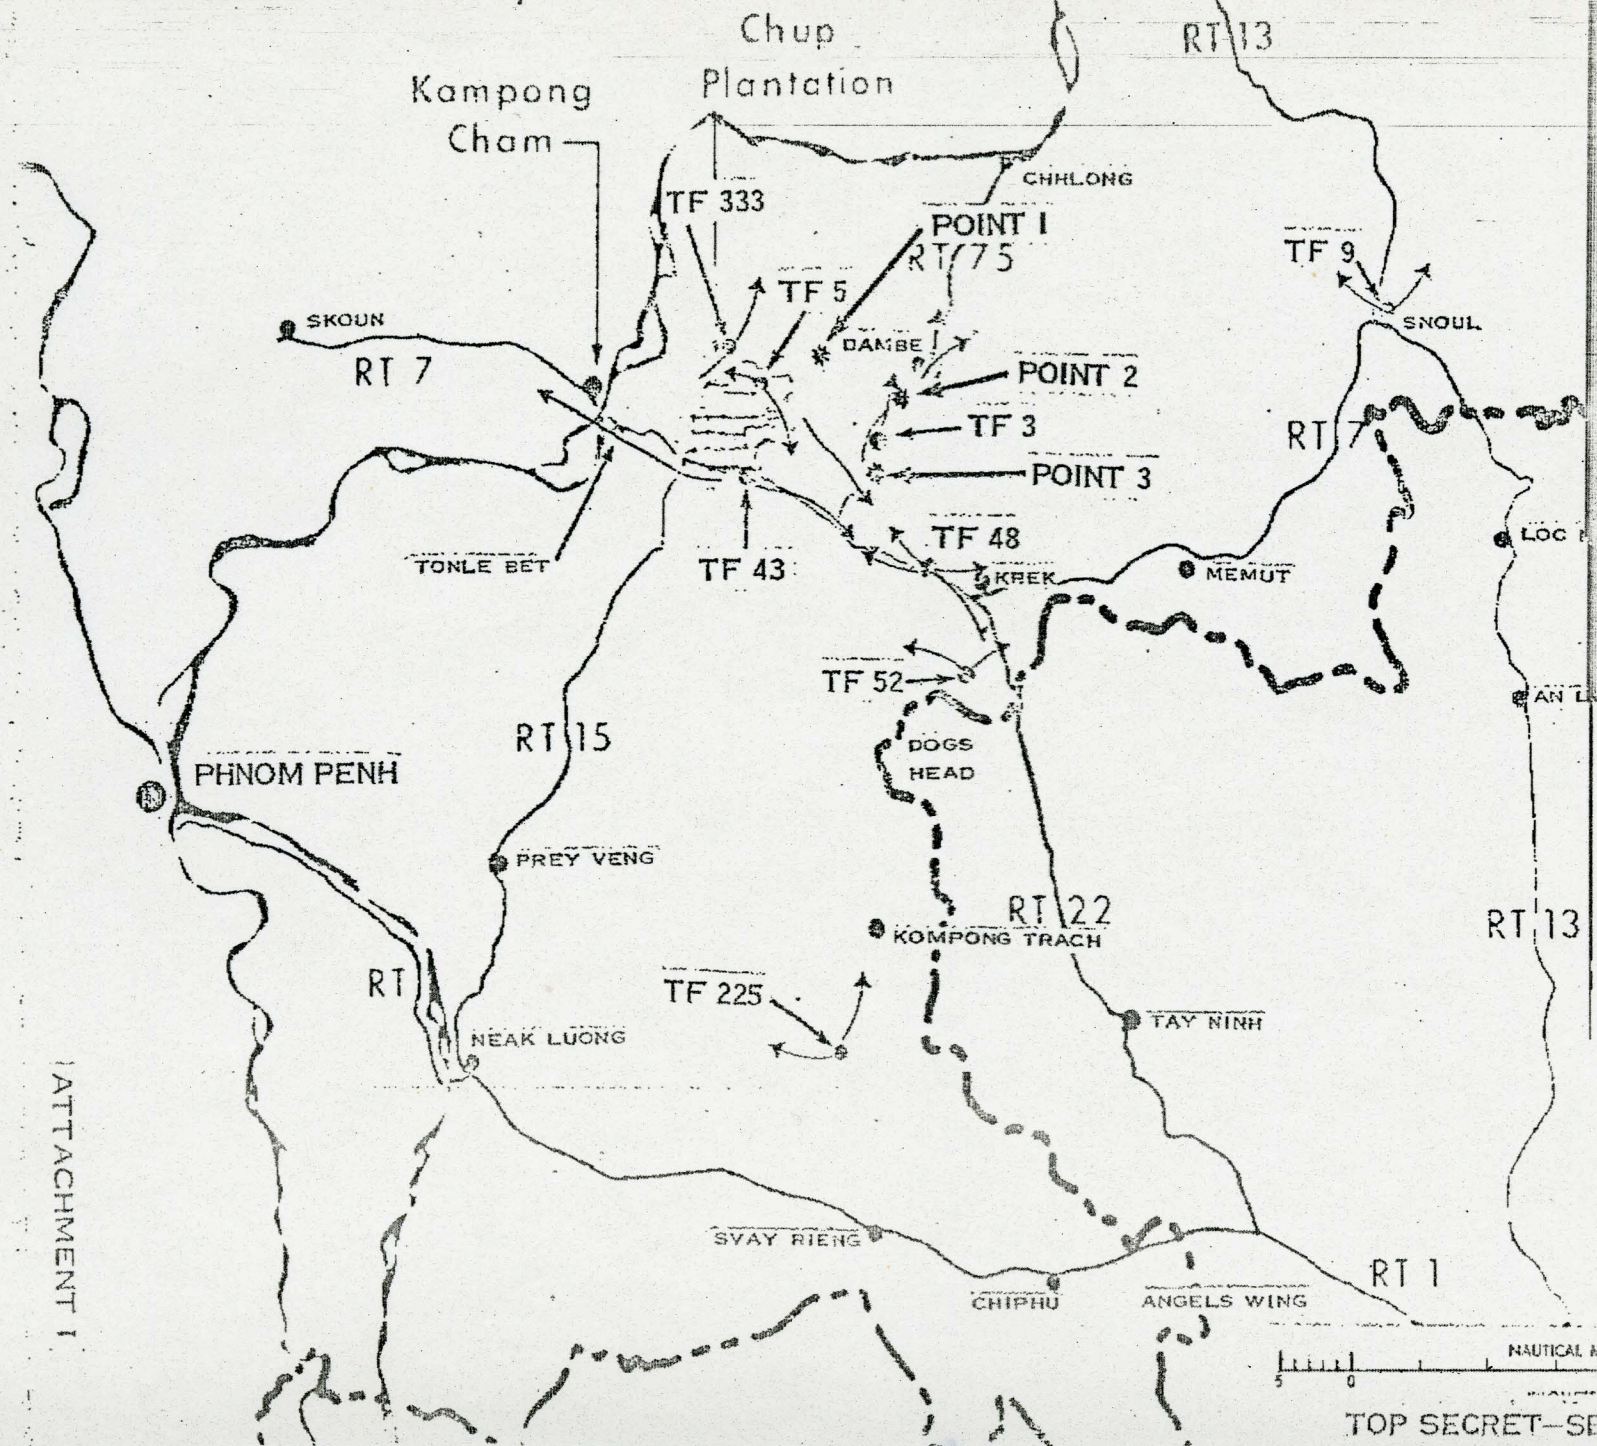 Chup
Plantation
RT 13
Kampong
Cham
CHHLONG
TF 333
POINT 1
RT 75
TF 9
TF 5
SKOUN
SNOUL
DAMBE
RT 7
POINT 2
TF 3
RT 7
POINT 3
TF 48
LOC
TONLE BET
TF 43
KREK
MEMUT
TF 52
AN
RT 15
DOGS
HEAD
PHNOM PENH
PREY VENG
RT 22
RT 13
KOMPONG TRACH
RT
TF 225
TAY NINH
NEAK LUONG
ATTACHMENT 1
SVAY RIENG
RT 1
CHIPHU
ANGELS WING
NAUTICAL
5 0
TOP SECRET—SE